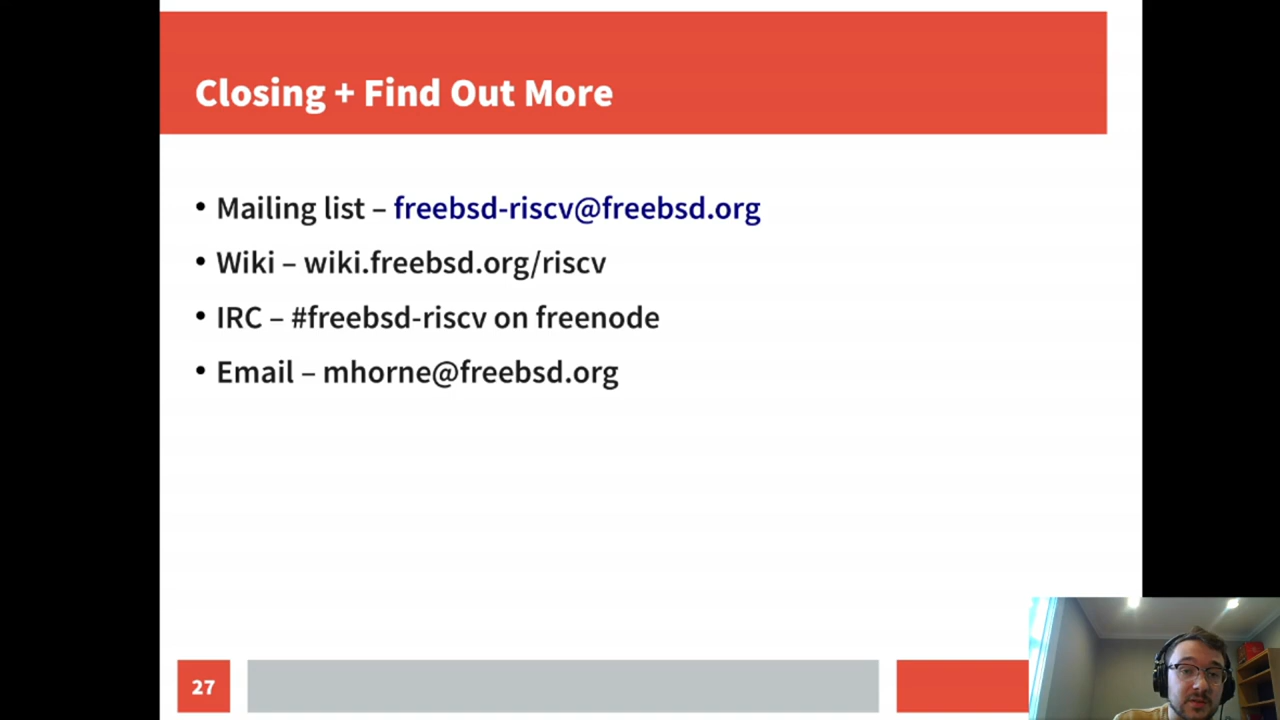 Closing + Find Out More
• Mailing list – freebsd-riscv@freebsd.org
• Wiki – wiki.freebsd.org/riscv
• IRC – #freebsd-riscv on freenode
• Email – mhorne@freebsd.org
27